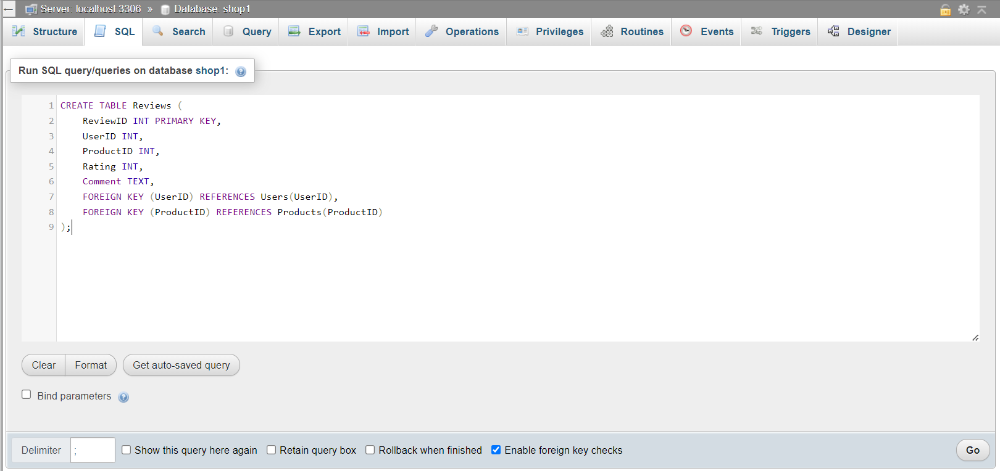 Server: localhost:3306 » Database: shop1
Structure SQL Search Query Export Import Operations Privileges Routines Events Triggers Designer
Run SQL query/queries on database shop1:
1 CREATE TABLE Reviews (
2 ReviewID INT PRIMARY KEY,
3 UserID INT,
4 ProductID INT,
5 Rating INT,
6 Comment TEXT,
7 FOREIGN KEY (UserID) REFERENCES Users(UserID),
8 FOREIGN KEY (ProductID) REFERENCES Products(ProductID)
9 );
Clear Format Get auto-saved query
Bind parameters
Delimiter ; Show this query here again Retain query box Rollback when finished Enable foreign key checks Go